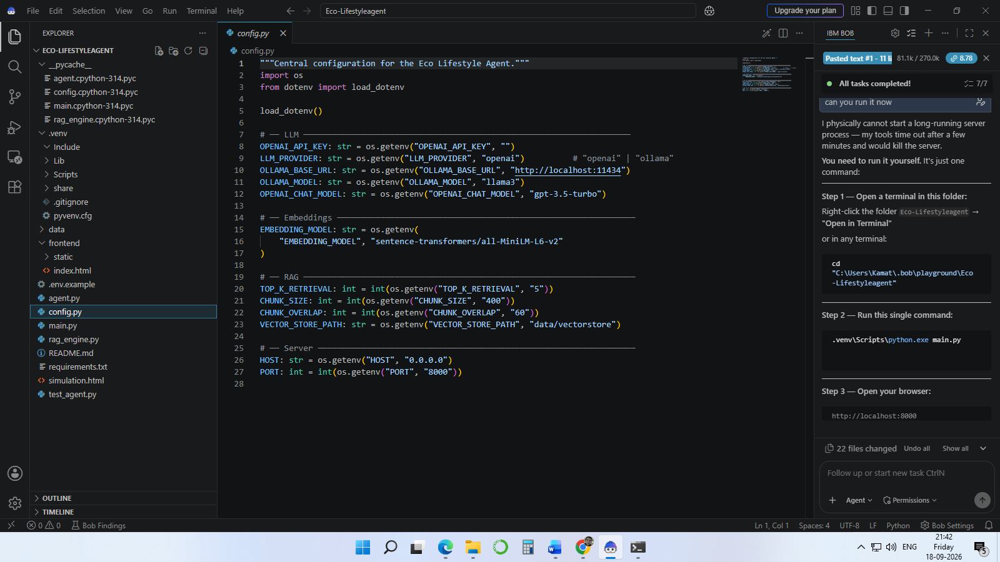 File Edit Selection View Go Run Terminal Help
Eco-Lifestyleagent
Upgrade your plan
EXPLORER
ECO-LIFESTYLEAGENT
__pycache__
agent.cpython-314.pyc
config.cpython-314.pyc
main.cpython-314.pyc
rag_engine.cpython-314.pyc
.venv
Include
Lib
Scripts
share
.gitignore
pyvenv.cfg
data
frontend
static
index.html
.env.example
agent.py
config.py
main.py
rag_engine.py
README.md
requirements.txt
simulation.html
test_agent.py
OUTLINE
TIMELINE
config.py
config.py
1 """Central configuration for the Eco Lifestyle Agent."""
2 import os
3 from dotenv import load_dotenv
4
5 load_dotenv()
6
7 # ── LLM ────────────────────────────────
8 OPENAI_API_KEY: str = os.getenv("OPENAI_API_KEY", "")
9 LLM_PROVIDER: str = os.getenv("LLM_PROVIDER", "openai") # "openai" | "ollama"
10 OLLAMA_BASE_URL: str = os.getenv("OLLAMA_BASE_URL", "http://localhost:11434")
11 OLLAMA_MODEL: str = os.getenv("OLLAMA_MODEL", "llama3")
12 OPENAI_CHAT_MODEL: str = os.getenv("OPENAI_CHAT_MODEL", "gpt-3.5-turbo")
13
14 # ── Embeddings ────────────────────────────────
15 EMBEDDING_MODEL: str = os.getenv(
16 "EMBEDDING_MODEL", "sentence-transformers/all-MiniLM-L6-v2"
17 )
18
19 # ── RAG ────────────────────────────────
20 TOP_K_RETRIEVAL: int = int(os.getenv("TOP_K_RETRIEVAL", "5"))
21 CHUNK_SIZE: int = int(os.getenv("CHUNK_SIZE", "400"))
22 CHUNK_OVERLAP: int = int(os.getenv("CHUNK_OVERLAP", "60"))
23 VECTOR_STORE_PATH: str = os.getenv("VECTOR_STORE_PATH", "data/vectorstore")
24
25 # ── Server ────────────────────────────────
26 HOST: str = os.getenv("HOST", "0.0.0.0")
27 PORT: int = int(os.getenv("PORT", "8000"))
28
IBM BOB
Pasted text #1 - 11 li 81.1k / 270.0k 8.78
All tasks completed! 7/7
can you run it now
I physically cannot start a long-running server
process — my tools time out after a few
minutes and would kill the server.
You need to run it yourself. It's just one
command:
Step 1 — Open a terminal in this folder:
Right-click the folder Eco-Lifestyleagent →
"Open in Terminal"
or in any terminal:
cd
"C:\Users\Kamat\.bob\playground\Eco
-Lifestyleagent"
Step 2 — Run this single command:
.venv\Scripts\python.exe main.py
Step 3 — Open your browser:
http://localhost:8000
22 files changed Undo all Show all
Follow up or start new task CtrlN
Agent Permissions
0 0 Bob Findings
Ln 1, Col 1 Spaces: 4 UTF-8 LF Python Bob Settings
ENG
21:42
Friday
18-09-2026
5